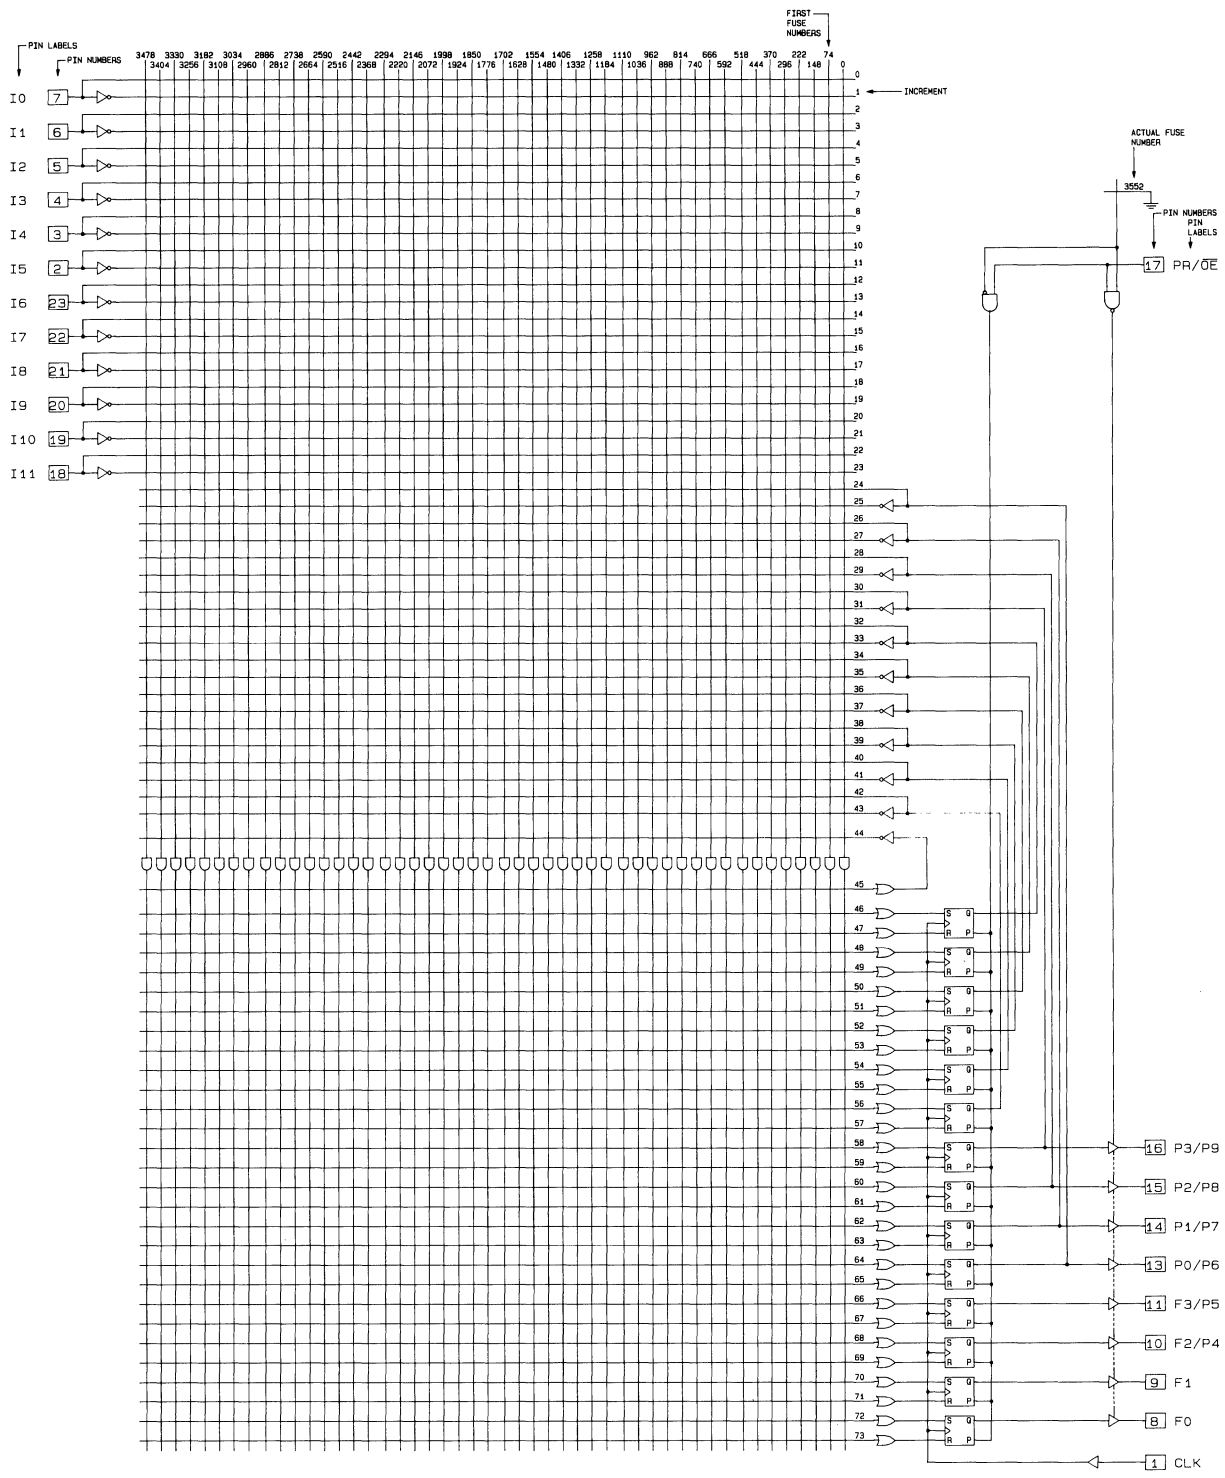 FIRST
FUSE
NUMBERS
PIN LABELS
PIN NUMBERS
3478 3330 3182 3034 2886 2738 2590 2442 2294 2146 1998 1850 1702 1554 1406 1258 1110 962 814 666 518 370 222 74
3404 3256 3108 2960 2812 2664 2516 2368 2220 2072 1924 1776 1628 1480 1332 1184 1036 888 740 592 444 296 148 0
0
I0 7 1 INCREMENT
2
I1 6 3
4
I2 5 5
6
I3 4 7
8
I4 3 9
10
I5 2 11
12
I6 23 13
14
I7 22 15
16
I8 21 17
18
I9 20 19
20
I10 19 21
22
I11 18 23
ACTUAL FUSE
NUMBER
3552
PIN NUMBERS
PIN
LABELS
17 PR/O̅E̅
24
25
26
27
28
29
30
31
32
33
34
35
36
37
38
39
40
41
42
43
44
45
46 S Q
47 R P
48 S Q
49 R P
50 S Q
51 R P
52 S Q
53 R P
54 S Q
55 R P
56 S Q
57 R P
58 S Q 16 P3/P9
59 R P
60 S Q 15 P2/P8
61 R P
62 S Q 14 P1/P7
63 R P
64 S Q 13 P0/P6
65 R P
66 S Q 11 F3/P5
67 R P
68 S Q 10 F2/P4
69 R P
70 S Q 9 F1
71 R P
72 S Q 8 F0
73 R P
1 CLK